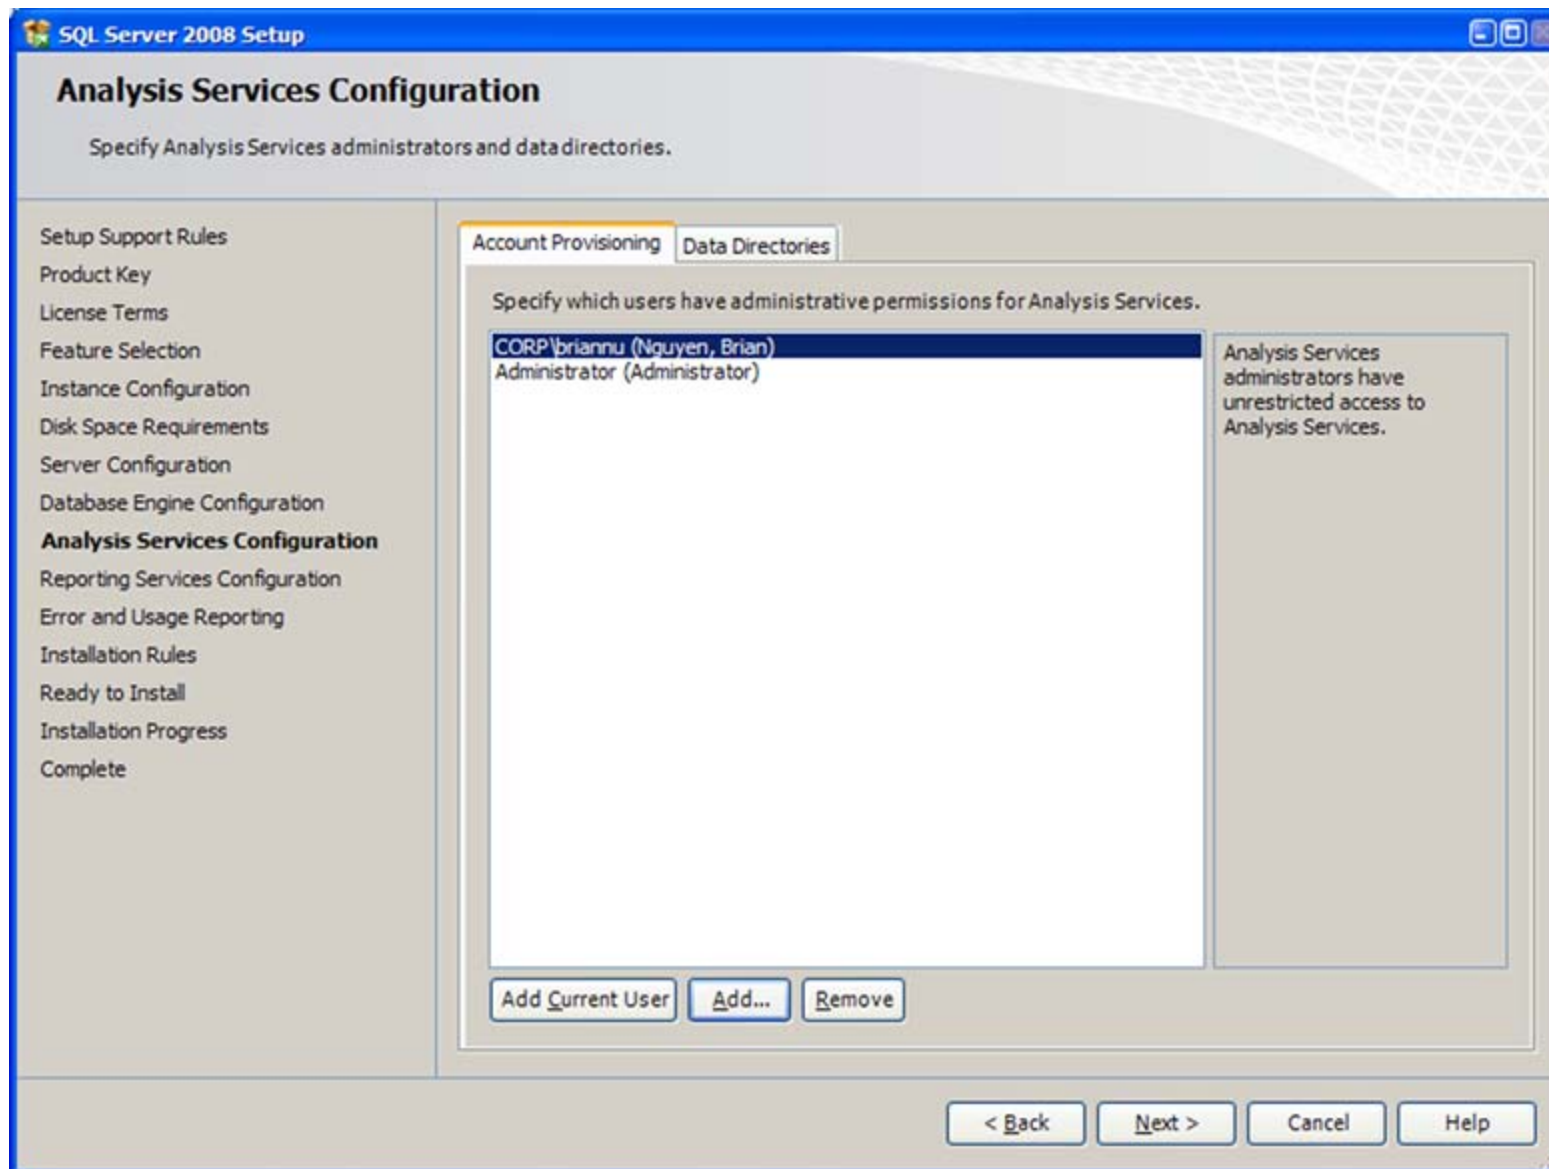 SQL Server 2008 Setup
Analysis Services Configuration
Specify Analysis Services administrators and data directories.
Setup Support Rules
Product Key
License Terms
Feature Selection
Instance Configuration
Disk Space Requirements
Server Configuration
Database Engine Configuration
Analysis Services Configuration
Reporting Services Configuration
Error and Usage Reporting
Installation Rules
Ready to Install
Installation Progress
Complete
Account Provisioning
Data Directories
Specify which users have administrative permissions for Analysis Services.
CORP\briannu (Nguyen, Brian)
Administrator (Administrator)
Analysis Services
administrators have
unrestricted access to
Analysis Services.
Add Current User
Add...
Remove
< Back
Next >
Cancel
Help